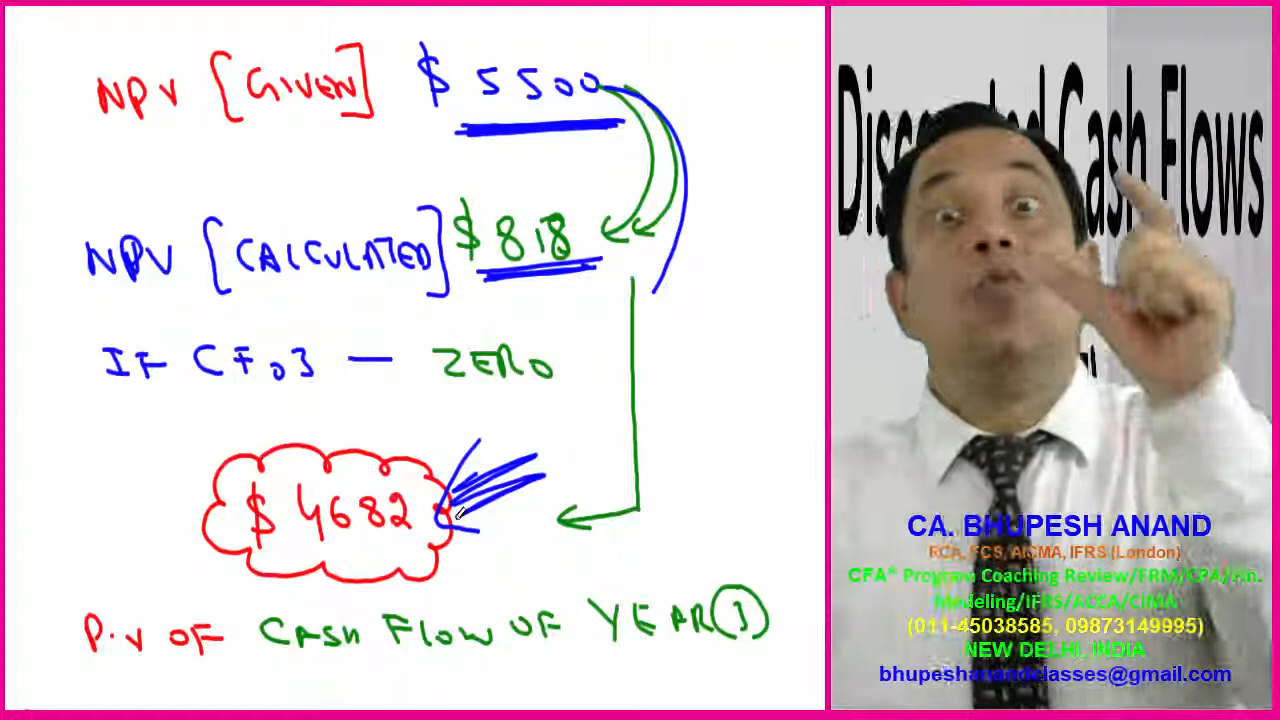 NPV [GIVEN] $ 5500
NPV [CALCULATED] $ 818
IF CF03 — ZERO
$ 4682
P.V OF CASH FLOW OF YEAR (3)
Discounted Cash Flows
CA. BHUPESH ANAND
FCA, FCS, AICMA, IFRS (London)
CFA® Program Coaching Review/FRM/CPA/Fin.
Modeling/IFRS/ACCA/CIMA
(011-45038585, 09873149995)
NEW DELHI, INDIA
bhupeshanandclasses@gmail.com